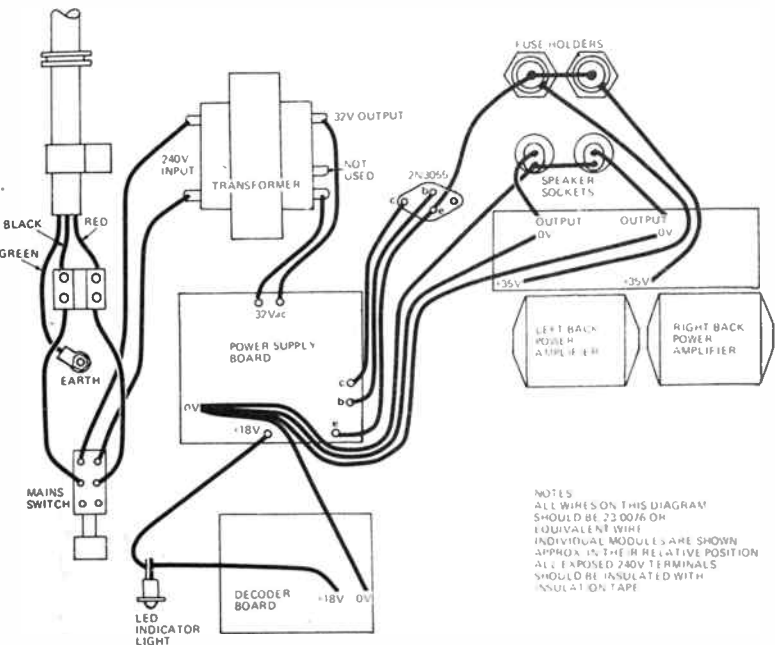 FUSE HOLDERS
32V OUTPUT
240V
INPUT
TRANSFORMER
NOT
USED
2N3055
b
c
e
SPEAKER
SOCKETS
BLACK
RED
GREEN
OUTPUT
0V
OUTPUT
0V
+35V
+35V
32Vac
POWER SUPPLY
BOARD
LEFT BACK
POWER
AMPLIFIER
RIGHT BACK
POWER
AMPLIFIER
EARTH
c
b
e
0V
+18V
MAINS
SWITCH
NOTES
ALL WIRES ON THIS DIAGRAM
SHOULD BE 23 0076 OR
EQUIVALENT WIRE
INDIVIDUAL MODULES ARE SHOWN
APPROX IN THEIR RELATIVE POSITION
ALL EXPOSED 240V TERMINALS
SHOULD BE INSULATED WITH
INSULATION TAPE
DECODER
BOARD
+18V 0V
LED
INDICATOR
LIGHT